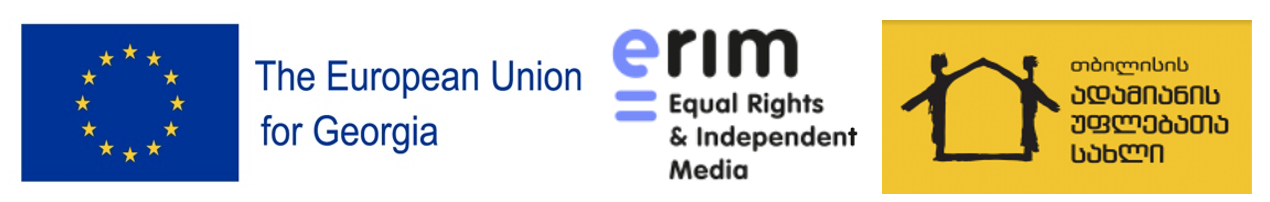 The European Union
for Georgia
erim
Equal Rights
& Independent
Media
თბილისის
ადამიანის
უფლებათა
სახლი